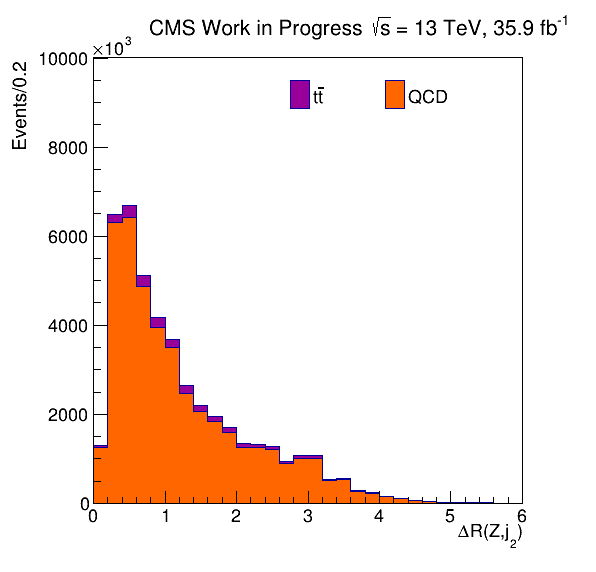 CMS Work in Progress √s = 13 TeV, 35.9 fb⁻¹
×10³
Events/0.2
tt̄
QCD
10000
8000
6000
4000
2000
0
0 1 2 3 4 5 6
ΔR(Z,j₂)